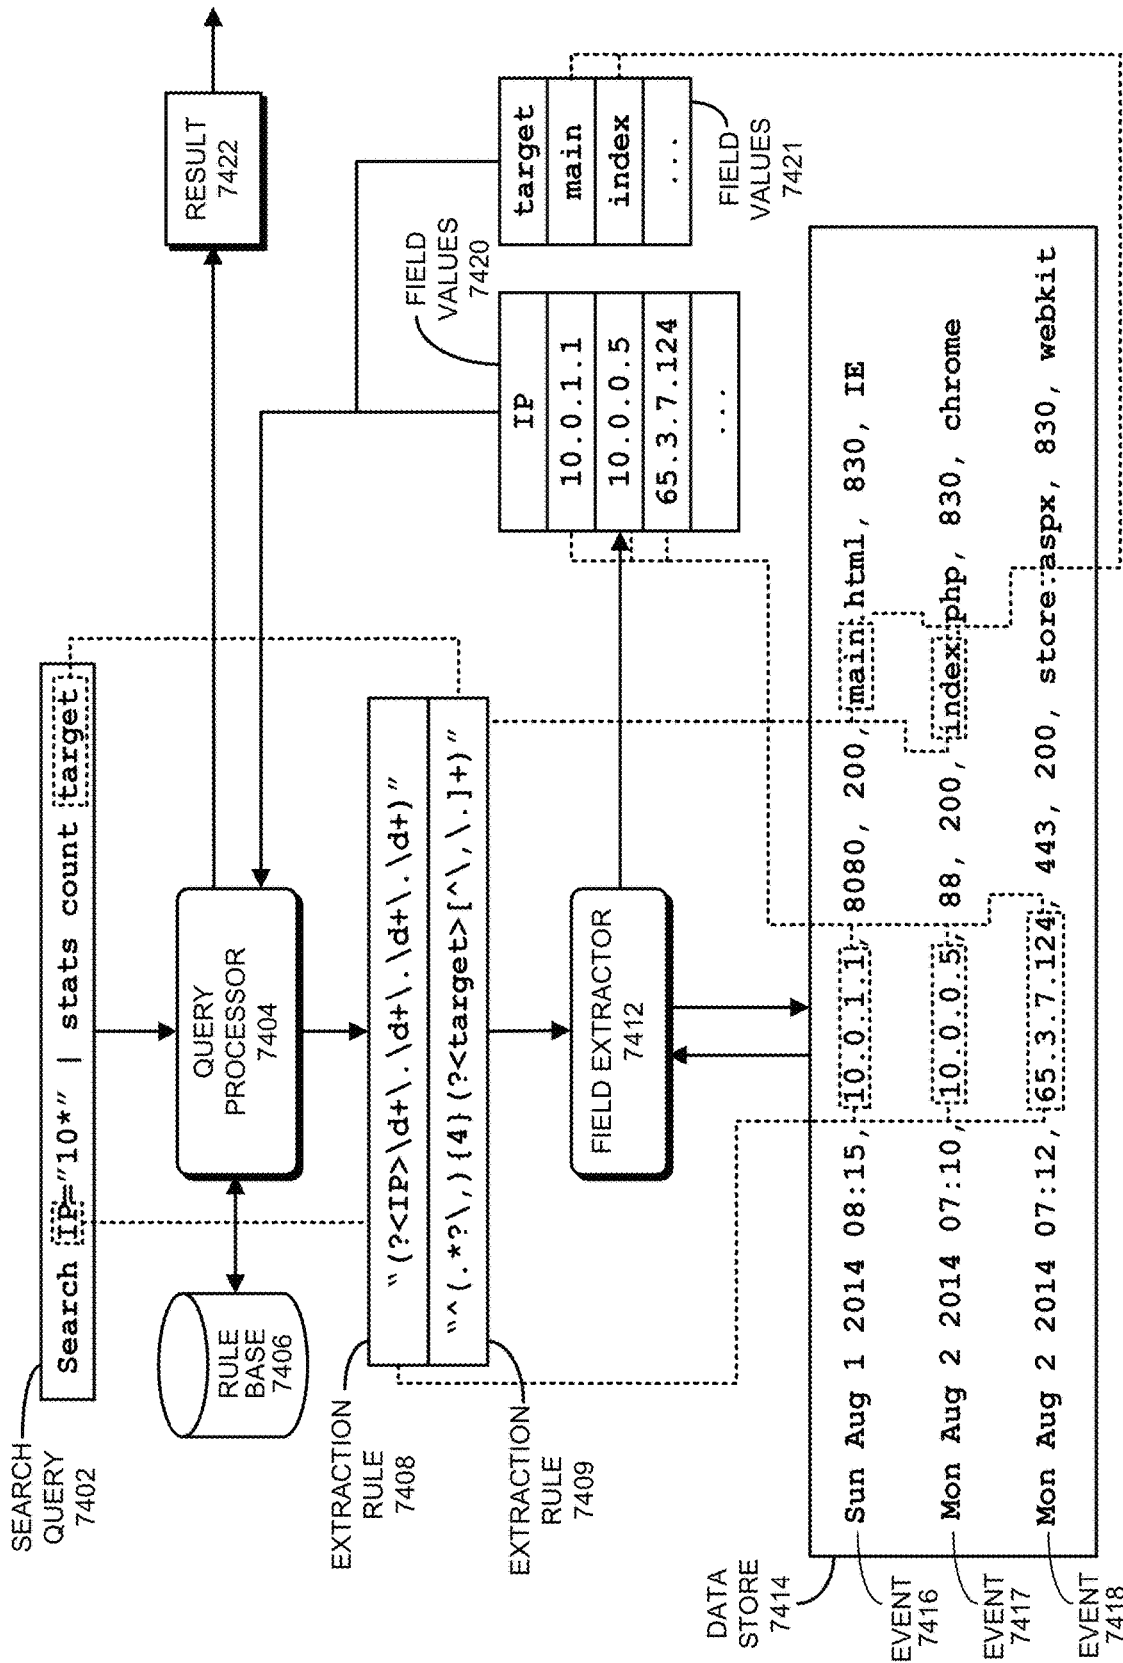 SEARCH
QUERY
7402
Search IP="10*" | stats count target
RULE
BASE
7406
QUERY
PROCESSOR
7404
RESULT
7422
EXTRACTION
RULE
7408
"(?<IP>\d+\.\d+\.\d+\.\d+)"
"^(.*?\,){4}(?<target>[^\,\.]+)"
EXTRACTION
RULE
7409
FIELD EXTRACTOR
7412
FIELD
VALUES
7420
IP
10.0.1.1
10.0.0.5
65.3.7.124
...
target
main
index
...
FIELD
VALUES
7421
DATA
STORE
7414
Sun Aug 1 2014 08:15, 10.0.1.1, 8080, 200, main.html, 830, IE
Mon Aug 2 2014 07:10, 10.0.0.5, 88, 200, index.php, 830, chrome
Mon Aug 2 2014 07:12, 65.3.7.124, 443, 200, store.aspx, 830, webkit
EVENT
7416
EVENT
7417
EVENT
7418